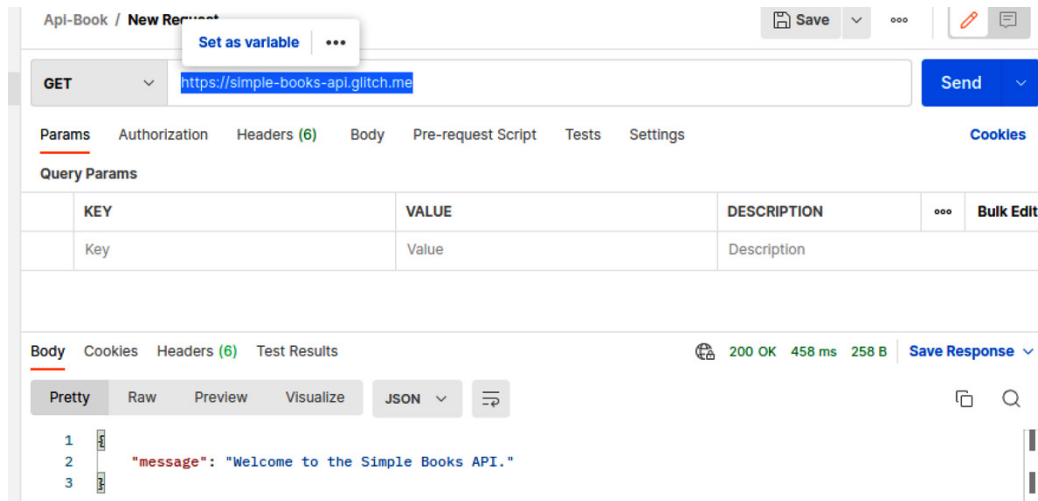 Api-Book / New Request
Save
Set as variable
GET https://simple-books-api.glitch.me Send
Params Authorization Headers (6) Body Pre-request Script Tests Settings Cookies
Query Params
KEY VALUE DESCRIPTION Bulk Edit
Key Value Description
Body Cookies Headers (6) Test Results 200 OK 458 ms 258 B Save Response
Pretty Raw Preview Visualize JSON
1 {
2 "message": "Welcome to the Simple Books API."
3 }